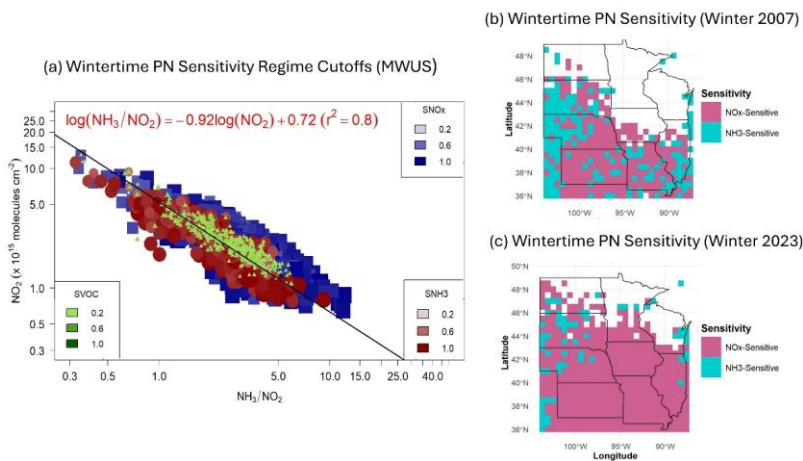 (a) Wintertime PN Sensitivity Regime Cutoffs (MWUS)
log(NH₃/NO₂) = −0.92log(NO₂) + 0.72 (r² = 0.8)
SNOx
0.2
0.6
1.0
SVOC
0.2
0.6
1.0
SNH3
0.2
0.6
1.0
NO₂ (x 10¹⁵ molecules cm⁻²)
25.0
20.0
15.0
10.0
5.0
1.0
0.5
0.3
0.3
0.5
1.0
5.0
10.0
15.0
25.0
40.0
NH₃/NO₂
(b) Wintertime PN Sensitivity (Winter 2007)
Latitude
48°N
46°N
44°N
42°N
40°N
38°N
36°N
100°W
95°W
90°W
Sensitivity
NOx-Sensitive
NH3-Sensitive
(c) Wintertime PN Sensitivity (Winter 2023)
Latitude
50°N
48°N
46°N
44°N
42°N
40°N
38°N
36°N
100°W
95°W
90°W
Longitude
Sensitivity
NOx-Sensitive
NH3-Sensitive